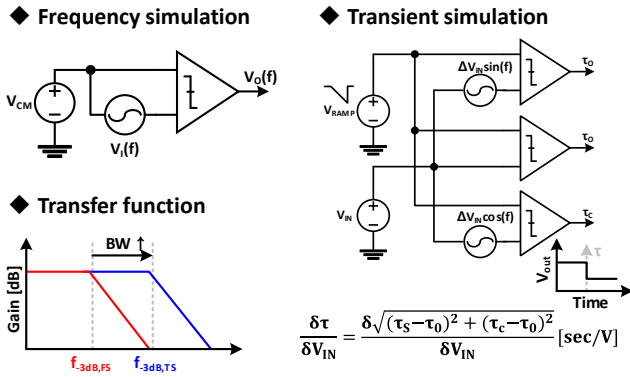 ◆ Frequency simulation
V_CM
V_I(f)
V_O(f)
◆ Transfer function
BW ↑
Gain [dB]
f_-3dB,FS
f_-3dB,TS
◆ Transient simulation
ΔV_IN sin(f)
τ_O
V_RAMP
τ_O
V_IN
ΔV_IN cos(f)
τ_C
V_out
τ
Time
δτ/δV_IN = δ√((τ_S−τ_0)² + (τ_c−τ_0)²)/δV_IN [sec/V]